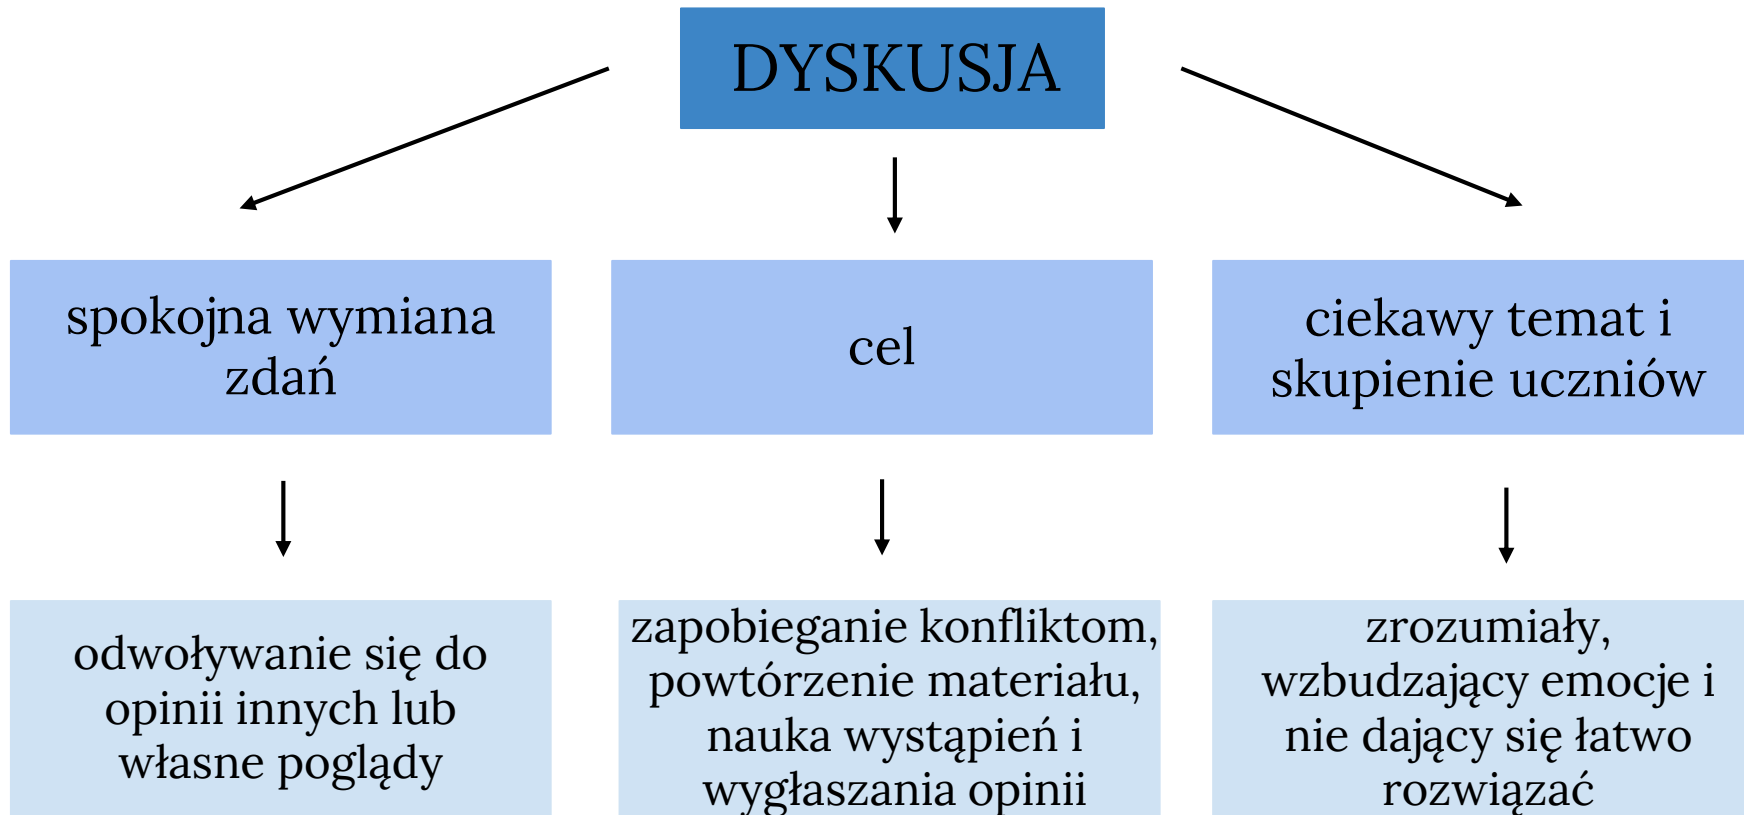 DYSKUSJA
spokojna wymiana
zdań
cel
ciekawy temat i
skupienie uczniów
odwoływanie się do
opinii innych lub
własne poglądy
zapobieganie konfliktom,
powtórzenie materiału,
nauka wystąpień i
wygłaszania opinii
zrozumiały,
wzbudzający emocje i
nie dający się łatwo
rozwiązać